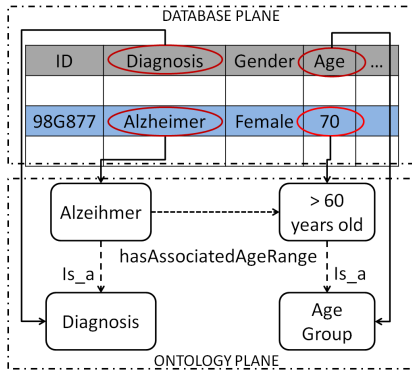 DATABASE PLANE
ID Diagnosis Gender Age ...
98G877 Alzheimer Female 70
Alzeihmer
> 60
years old
hasAssociatedAgeRange
Is_a Is_a
Diagnosis
Age
Group
ONTOLOGY PLANE